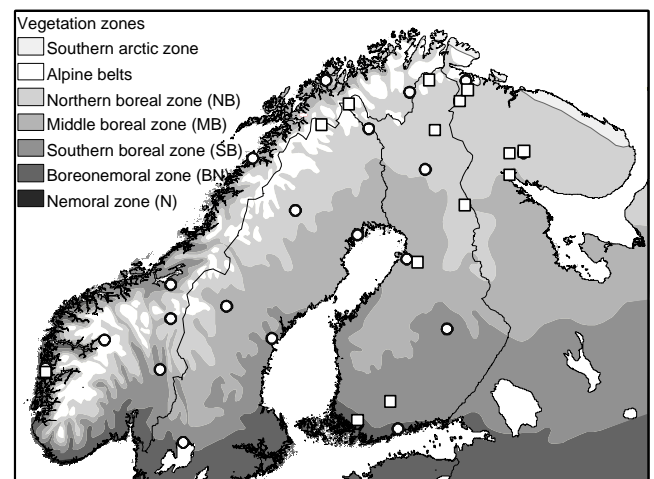 Vegetation zones
Southern arctic zone
Alpine belts
Northern boreal zone (NB)
Middle boreal zone (MB)
Southern boreal zone (SB)
Boreonemoral zone (BN)
Nemoral zone (N)